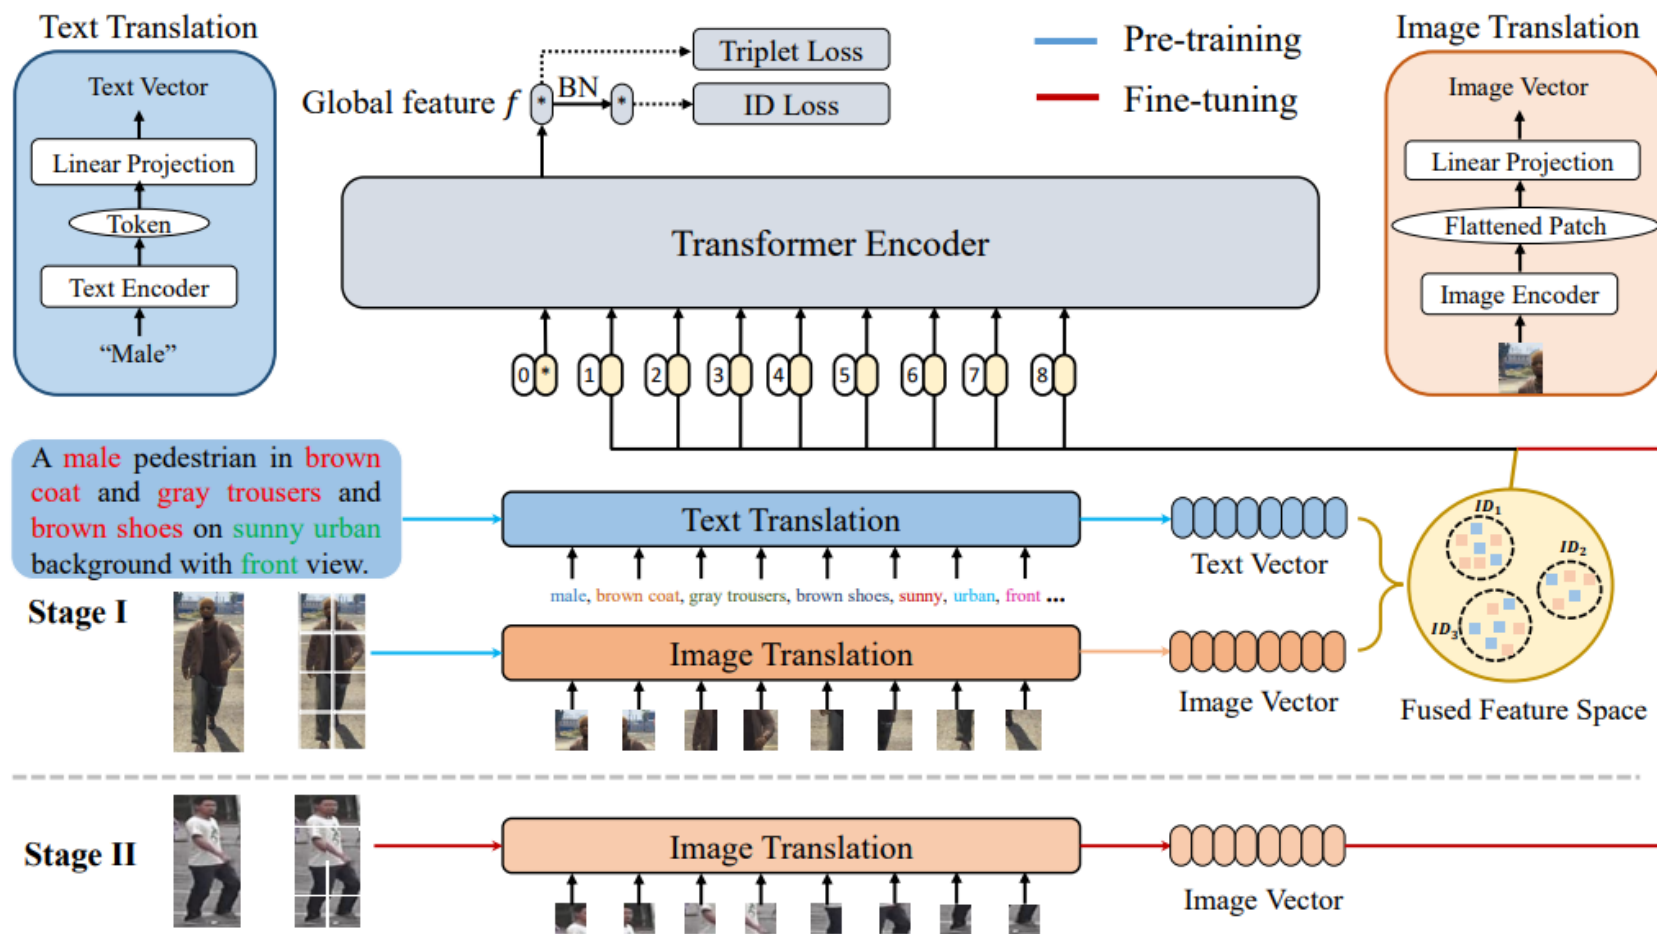 Text Translation
Text Vector
Linear Projection
Token
Text Encoder
“Male”
Triplet Loss
BN
Global feature f * *
ID Loss
Pre-training
Fine-tuning
Image Translation
Image Vector
Linear Projection
Flattened Patch
Image Encoder
Transformer Encoder
0 * 1 2 3 4 5 6 7 8
A male pedestrian in brown
coat and gray trousers and
brown shoes on sunny urban
background with front view.
Stage I
Text Translation
male, brown coat, gray trousers, brown shoes, sunny, urban, front ...
Text Vector
Image Translation
Image Vector
ID1
ID2
ID3
Fused Feature Space
Stage II
Image Translation
Image Vector